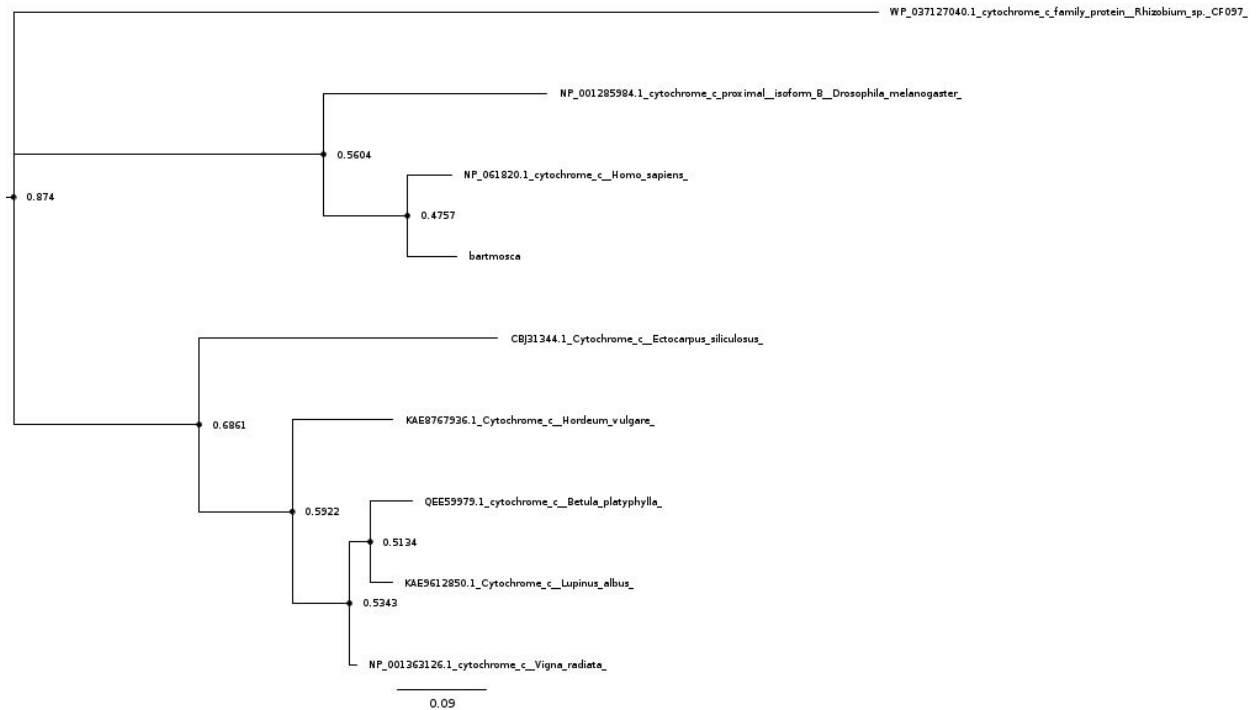 WP_037127040.1_cytochrome_c_family_protein__Rhizobium_sp._CF097_
NP_001285984.1_cytochrome_c_proximal__isoform_B__Drosophila_melanogaster_
0.5604
NP_061820.1_cytochrome_c__Homo_sapiens_
0.874
0.4757
bartmosca
CBJ31344.1_Cytochrome_c__Ectocarpus_siliculosus_
KAE8767936.1_Cytochrome_c__Hordeum_vulgare_
0.6861
QEE59979.1_cytochrome_c__Betula_platyphylla_
0.5922
0.5134
KAE9612850.1_Cytochrome_c__Lupinus_albus_
0.5343
NP_001363126.1_cytochrome_c__Vigna_radiata_
0.09